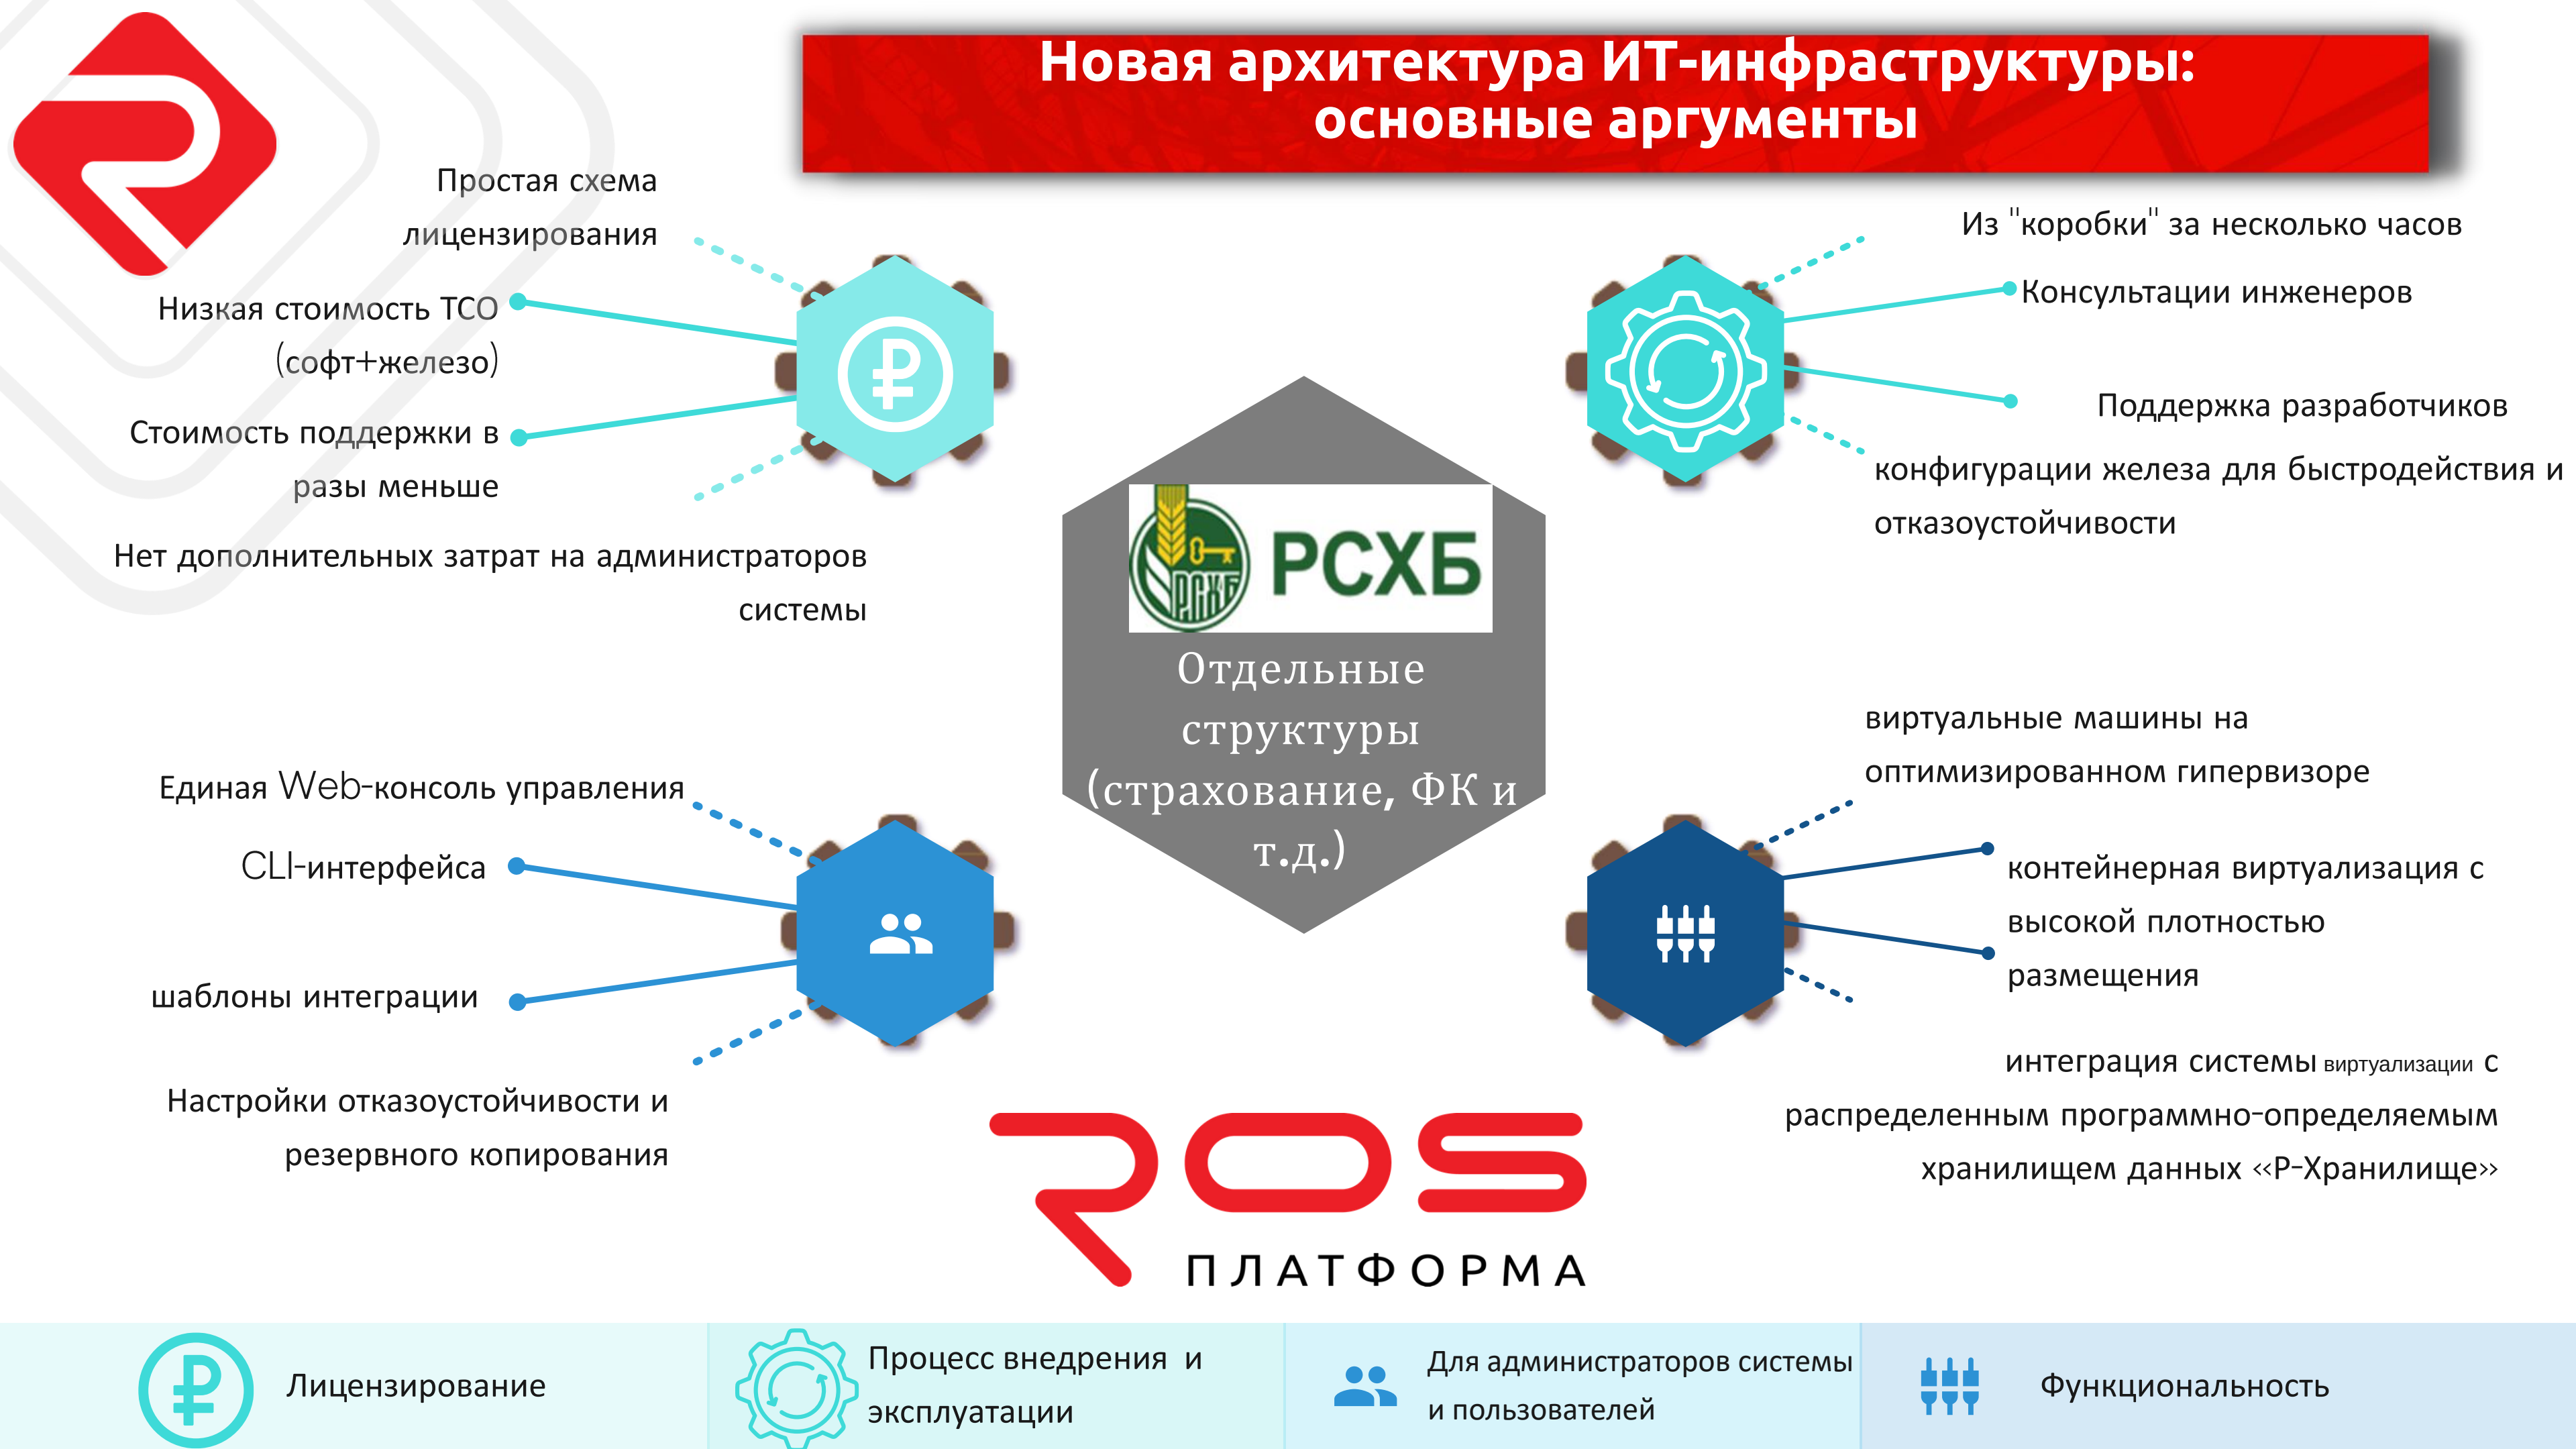 Новая архитектура ИТ-инфраструктуры:
основные аргументы
Простая схема
лицензирования
Низкая стоимость ТСО
(софт+железо)
Стоимость поддержки в
разы меньше
Нет дополнительных затрат на администраторов
системы
Из "коробки" за несколько часов
Консультации инженеров
Поддержка разработчиков
конфигурации железа для быстродействия и
отказоустойчивости
РСХБ
РСХБ
Отдельные
структуры
(страхование, ФК и
т.д.)
Единая Web-консоль управления
CLI-интерфейса
шаблоны интеграции
Настройки отказоустойчивости и
резервного копирования
виртуальные машины на
оптимизированном гипервизоре
контейнерная виртуализация с
высокой плотностью
размещения
интеграция системы виртуализации с
распределенным программно-определяемым
хранилищем данных «Р-Хранилище»
ROS
ПЛАТФОРМА
Лицензирование
Процесс внедрения и
эксплуатации
Для администраторов системы
и пользователей
Функциональность